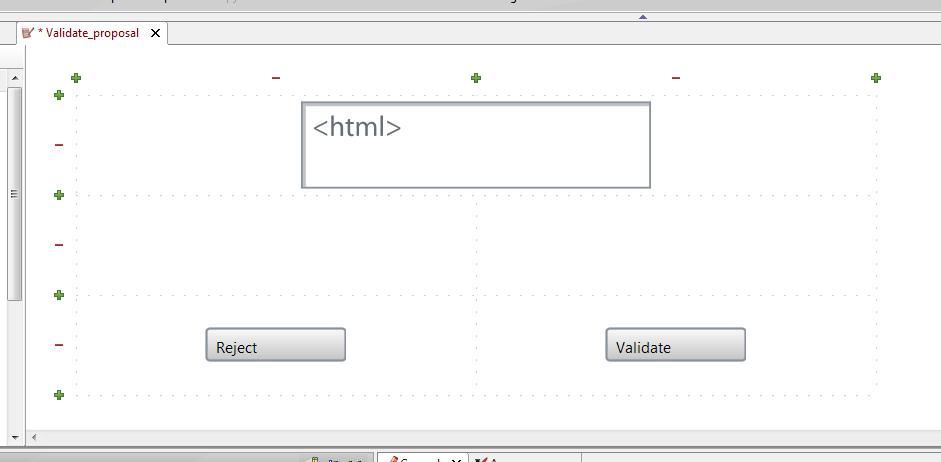 * Validate_proposal
<html>
Reject
Validate